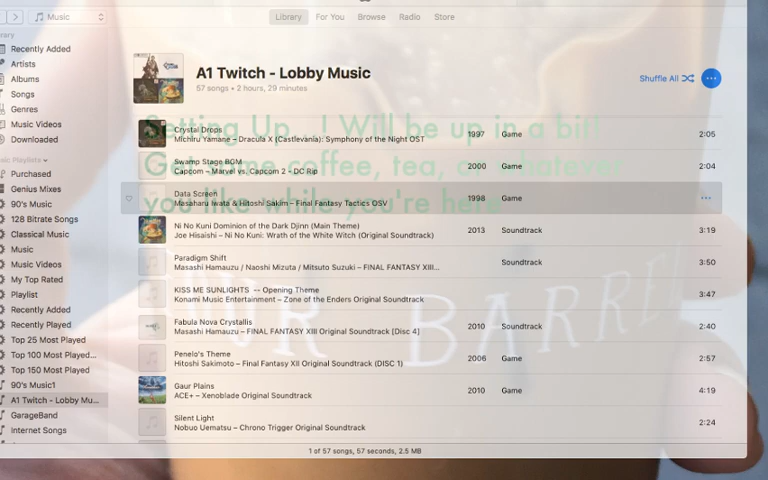 Music
Library For You Browse Radio Store
Recently Added
Artists
Albums
Songs
Genres
Music Videos
Downloaded
Music Playlists
Purchased
Genius Mixes
90's Music
128 Bitrate Songs
Classical Music
Music
Music Videos
My Top Rated
Playlist
Recently Added
Recently Played
Top 25 Most Played
Top 100 Most Played...
Top 150 Most Played
90's Music1
A1 Twitch - Lobby Mu...
GarageBand
Internet Songs
A1 Twitch - Lobby Music
57 songs • 2 hours, 29 minutes
Shuffle All
Setting Up.. I Will be up in a bit!
Get some coffee, tea, or whatever
you like while you're here
Crystal Drops
Michiru Yamane – Dracula X (Castlevania): Symphony of the Night OST 1997 Game 2:05
Swamp Stage BGM
Capcom – Marvel vs. Capcom 2 - DC Rip 2000 Game 2:04
Data Screen
Masaharu Iwata & Hitoshi Sakim – Final Fantasy Tactics OSV 1998 Game
Ni No Kuni Dominion of the Dark Djnn (Main Theme)
Joe Hisaishi – Ni No Kuni: Wrath of the White Witch (Original Soundtrack) 2013 Soundtrack 3:19
Paradigm Shift
Masashi Hamauzu / Naoshi Mizuta / Mitsuto Suzuki – FINAL FANTASY XIII... Soundtrack 3:50
KISS ME SUNLIGHTS -- Opening Theme
Konami Music Entertainment – Zone of the Enders Original Soundtrack 3:47
Fabula Nova Crystallis
Masashi Hamauzu – FINAL FANTASY XIII Original Soundtrack [Disc 4] 2010 Soundtrack 2:40
Penelo's Theme
Hitoshi Sakimoto – Final Fantasy XII Original Soundtrack (DISC 1) 2006 Game 2:57
Gaur Plains
ACE+ – Xenoblade Original Soundtrack 2010 Game 4:19
Silent Light
Nobuo Uematsu – Chrono Trigger Original Soundtrack 2:24
BARREL
1 of 57 songs, 57 seconds, 2.5 MB